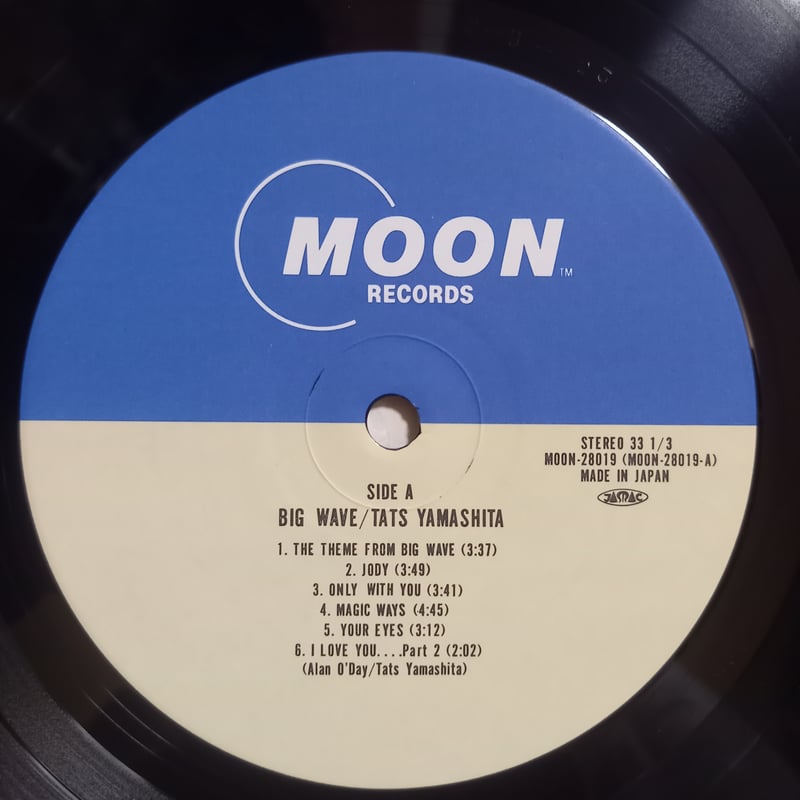 MOON
TM
RECORDS
STEREO 33 1/3
MOON-28019 (MOON-28019-A)
MADE IN JAPAN
JASRAC
SIDE A
BIG WAVE/TATS YAMASHITA
1. THE THEME FROM BIG WAVE (3:37)
2. JODY (3:49)
3. ONLY WITH YOU (3:41)
4. MAGIC WAYS (4:45)
5. YOUR EYES (3:12)
6. I LOVE YOU....Part 2 (2:02)
(Alan O'Day/Tats Yamashita)